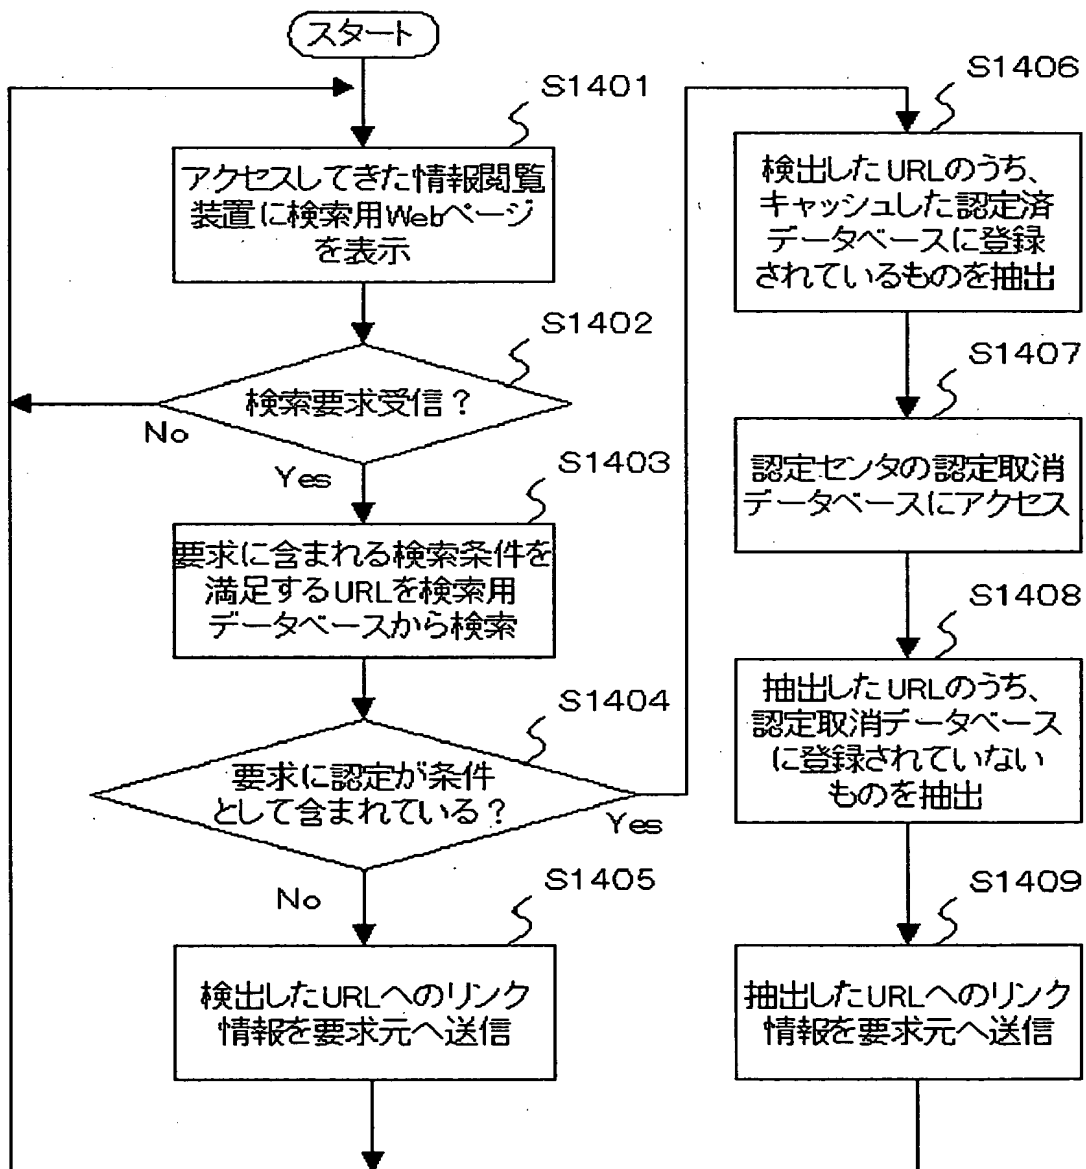 スタート
S1401
アクセスしてきた情報閲覧
装置に検索用Webページ
を表示
S1402
検索要求受信？
No
Yes
S1403
要求に含まれる検索条件を
満足するURLを検索用
データベースから検索
S1404
要求に認定が条件
として含まれている？
Yes
No
S1405
検出したURLへのリンク
情報を要求元へ送信
S1406
検出したURLのうち、
キャッシュした認定済
データベースに登録
されているものを抽出
S1407
認定センタの認定取消
データベースにアクセス
S1408
抽出したURLのうち、
認定取消データベース
に登録されていない
ものを抽出
S1409
抽出したURLへのリンク
情報を要求元へ送信